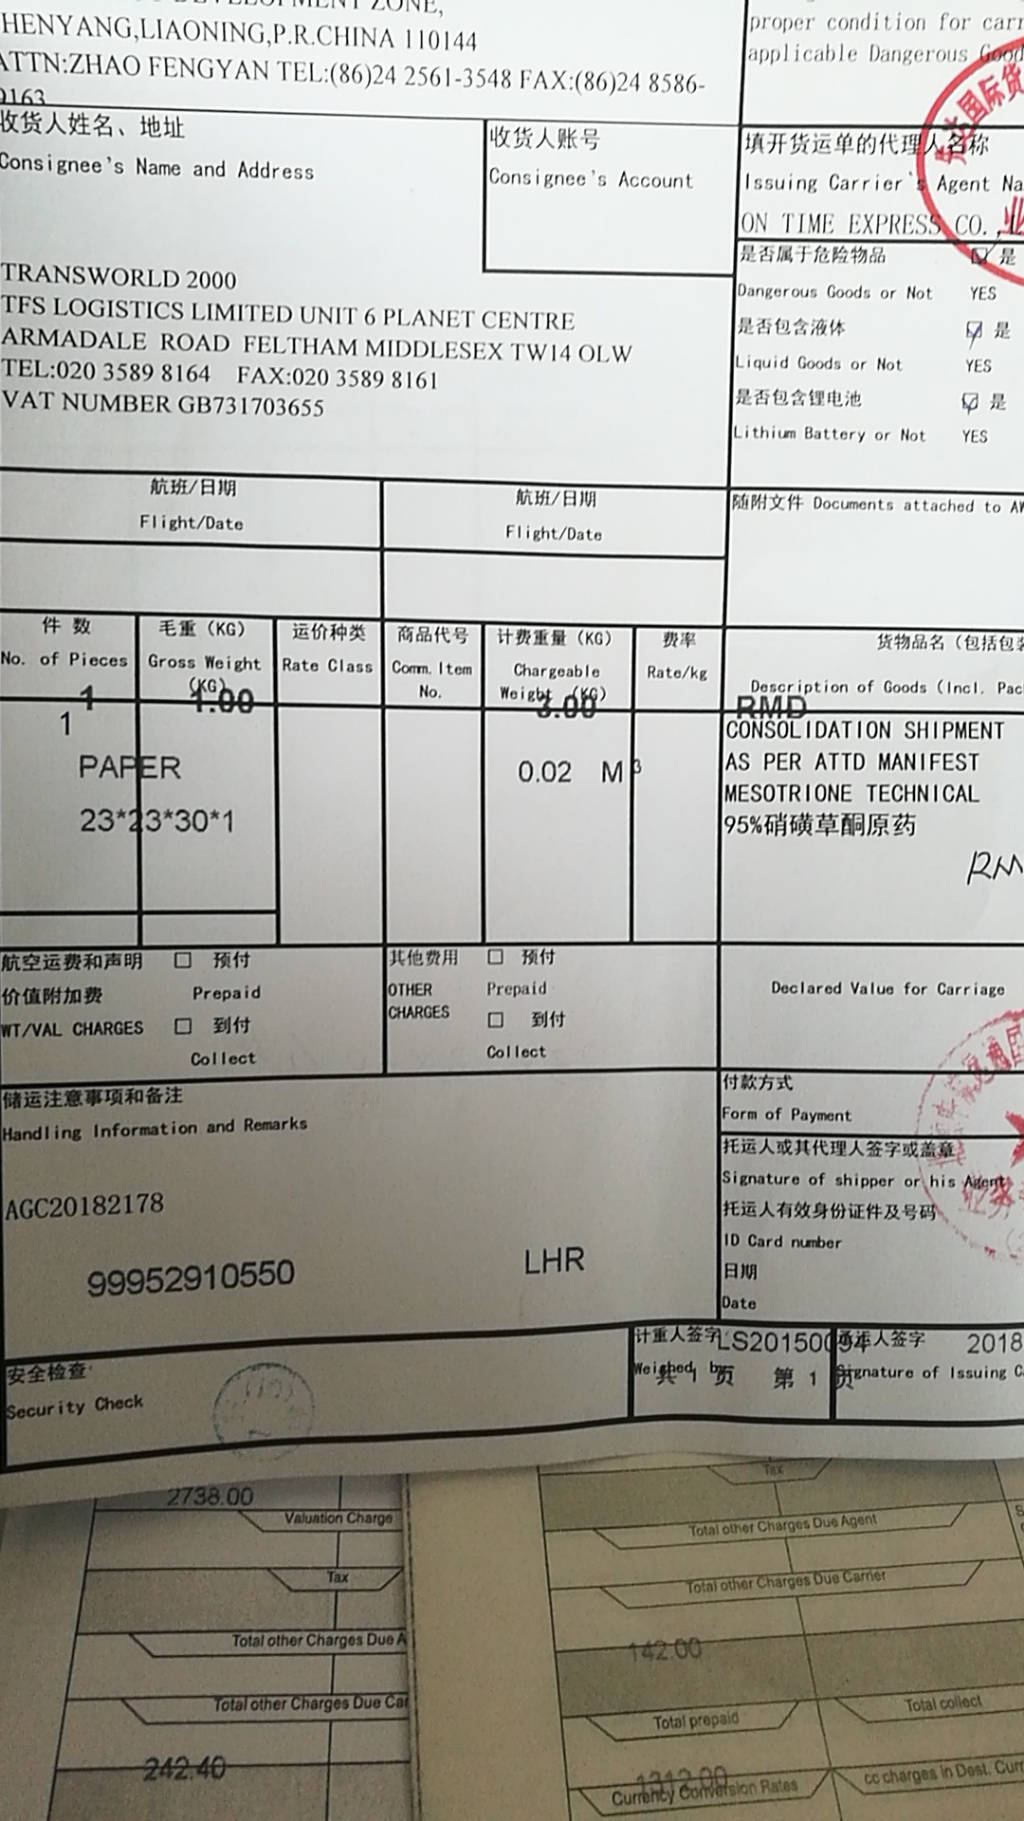 HENYANG,LIAONING,P.R.CHINA 110144
ATTN:ZHAO FENGYAN TEL:(86)24 2561-3548 FAX:(86)24 8586-
0163
proper condition for carr
applicable Dangerous Good
收货人姓名、地址
Consignee's Name and Address
收货人账号
Consignee's Account
填开货运单的代理人名称
Issuing Carrier's Agent Na
ON TIME EXPRESS CO.,L
TRANSWORLD 2000
TFS LOGISTICS LIMITED UNIT 6 PLANET CENTRE
ARMADALE ROAD FELTHAM MIDDLESEX TW14 OLW
TEL:020 3589 8164 FAX:020 3589 8161
VAT NUMBER GB731703655
是否属于危险物品 是
Dangerous Goods or Not YES
是否包含液体 是
Liquid Goods or Not YES
是否包含锂电池 是
Lithium Battery or Not YES
航班/日期
Flight/Date
航班/日期
Flight/Date
随附文件 Documents attached to AW
件 数
No. of Pieces
毛重(KG)
Gross Weight
(KG)
运价种类
Rate Class
商品代号
Comm. Item
No.
计费重量(KG)
Chargeable
Weight (KG)
费率
Rate/kg
货物品名(包括包装
Description of Goods(Incl. Pac
1 1.00 3.00 RMD
1
PAPER
23*23*30*1
0.02 M3
CONSOLIDATION SHIPMENT
AS PER ATTD MANIFEST
MESOTRIONE TECHNICAL
95%硝磺草酮原药
RM
航空运费和声明 □ 预付
价值附加费 Prepaid
WT/VAL CHARGES □ 到付
Collect
其他费用 □ 预付
OTHER Prepaid
CHARGES □ 到付
Collect
Declared Value for Carriage
储运注意事项和备注
Handling Information and Remarks
AGC20182178
99952910550 LHR
付款方式
Form of Payment
托运人或其代理人签字或盖章
Signature of shipper or his Agent
托运人有效身份证件及号码
ID Card number
日期
Date
安全检查
Security Check
计重人签字
Weighed by
LS20150094
共 1 页 第 1 页
承运人签字
Signature of Issuing C
2018
2738.00
Valuation Charge
Tax
Total other Charges Due A
Total other Charges Due Car
242.40
Tax
Total other Charges Due Agent
Total other Charges Due Carrier
142.00
Total prepaid
Total collect
1312.00
Currency Conversion Rates
cc charges in Dest. Curr